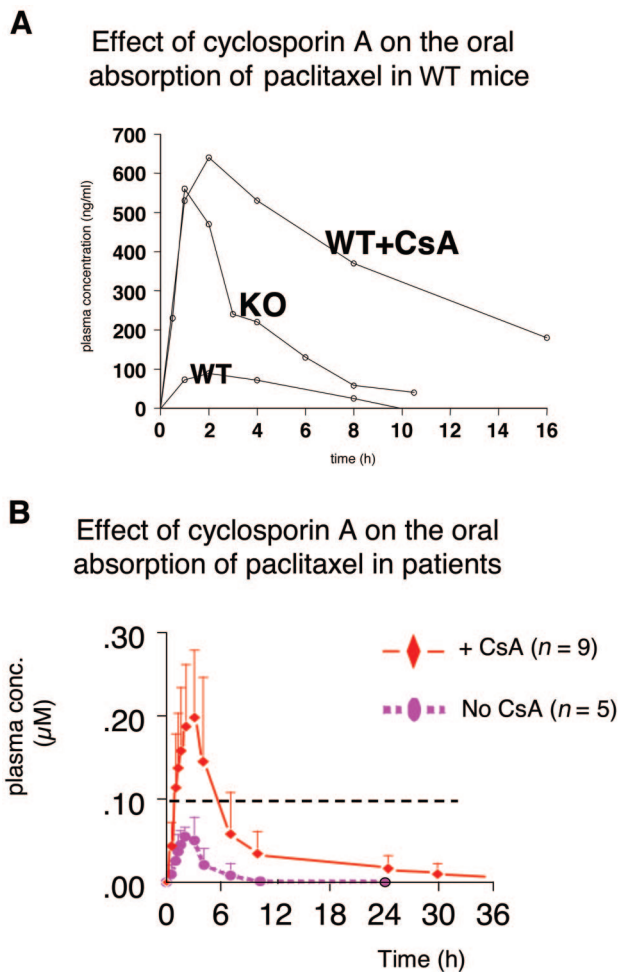 A
Effect of cyclosporin A on the oral
absorption of paclitaxel in WT mice
700
600
500
400
300
200
100
0
plasma concentration (ng/ml)
WT+CsA
KO
WT
0 2 4 6 8 10 12 14 16
time (h)
B
Effect of cyclosporin A on the oral
absorption of paclitaxel in patients
.30
.20
.10
.00
plasma conc.
(µM)
+ CsA (n = 9)
No CsA (n = 5)
0 6 12 18 24 30 36
Time (h)